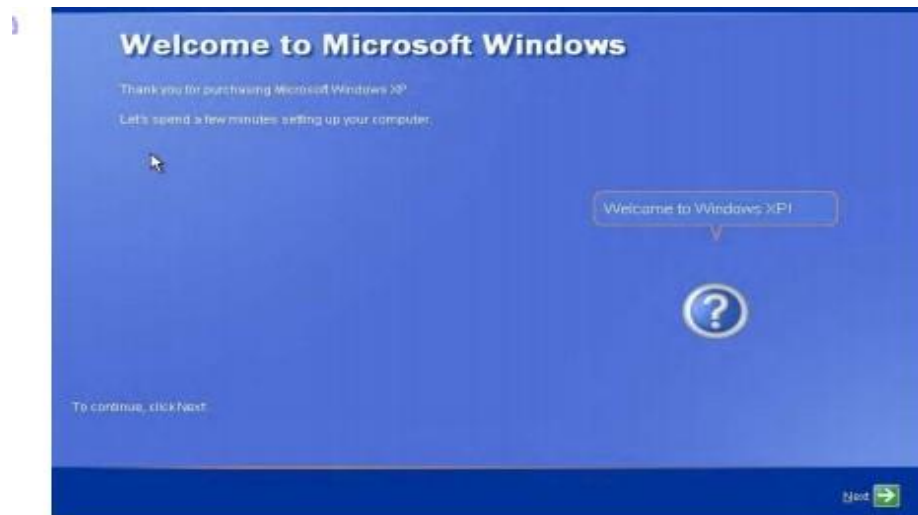 Welcome to Microsoft Windows
Thank you for purchasing Microsoft Windows XP
Let's spend a few minutes setting up your computer.
Welcome to Windows XP!
?
To continue, click Next
Next